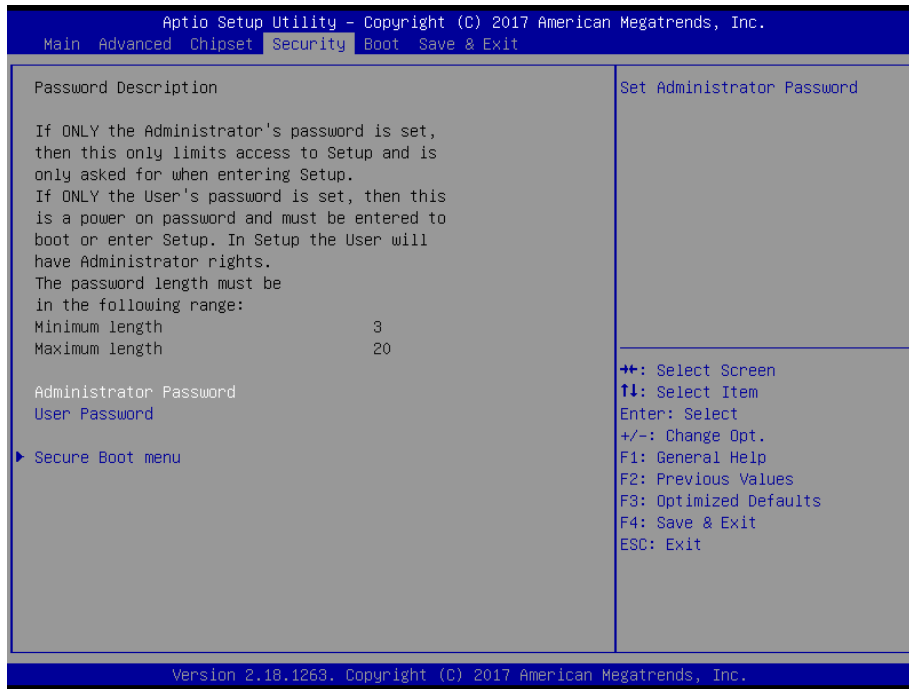 Aptio Setup Utility – Copyright (C) 2017 American Megatrends, Inc.
Main Advanced Chipset Security Boot Save & Exit
Password Description
If ONLY the Administrator's password is set,
then this only limits access to Setup and is
only asked for when entering Setup.
If ONLY the User's password is set, then this
is a power on password and must be entered to
boot or enter Setup. In Setup the User will
have Administrator rights.
The password length must be
in the following range:
Minimum length 3
Maximum length 20
Administrator Password
User Password
Secure Boot menu
Set Administrator Password
→←: Select Screen
↑↓: Select Item
Enter: Select
+/-: Change Opt.
F1: General Help
F2: Previous Values
F3: Optimized Defaults
F4: Save & Exit
ESC: Exit
Version 2.18.1263. Copyright (C) 2017 American Megatrends, Inc.